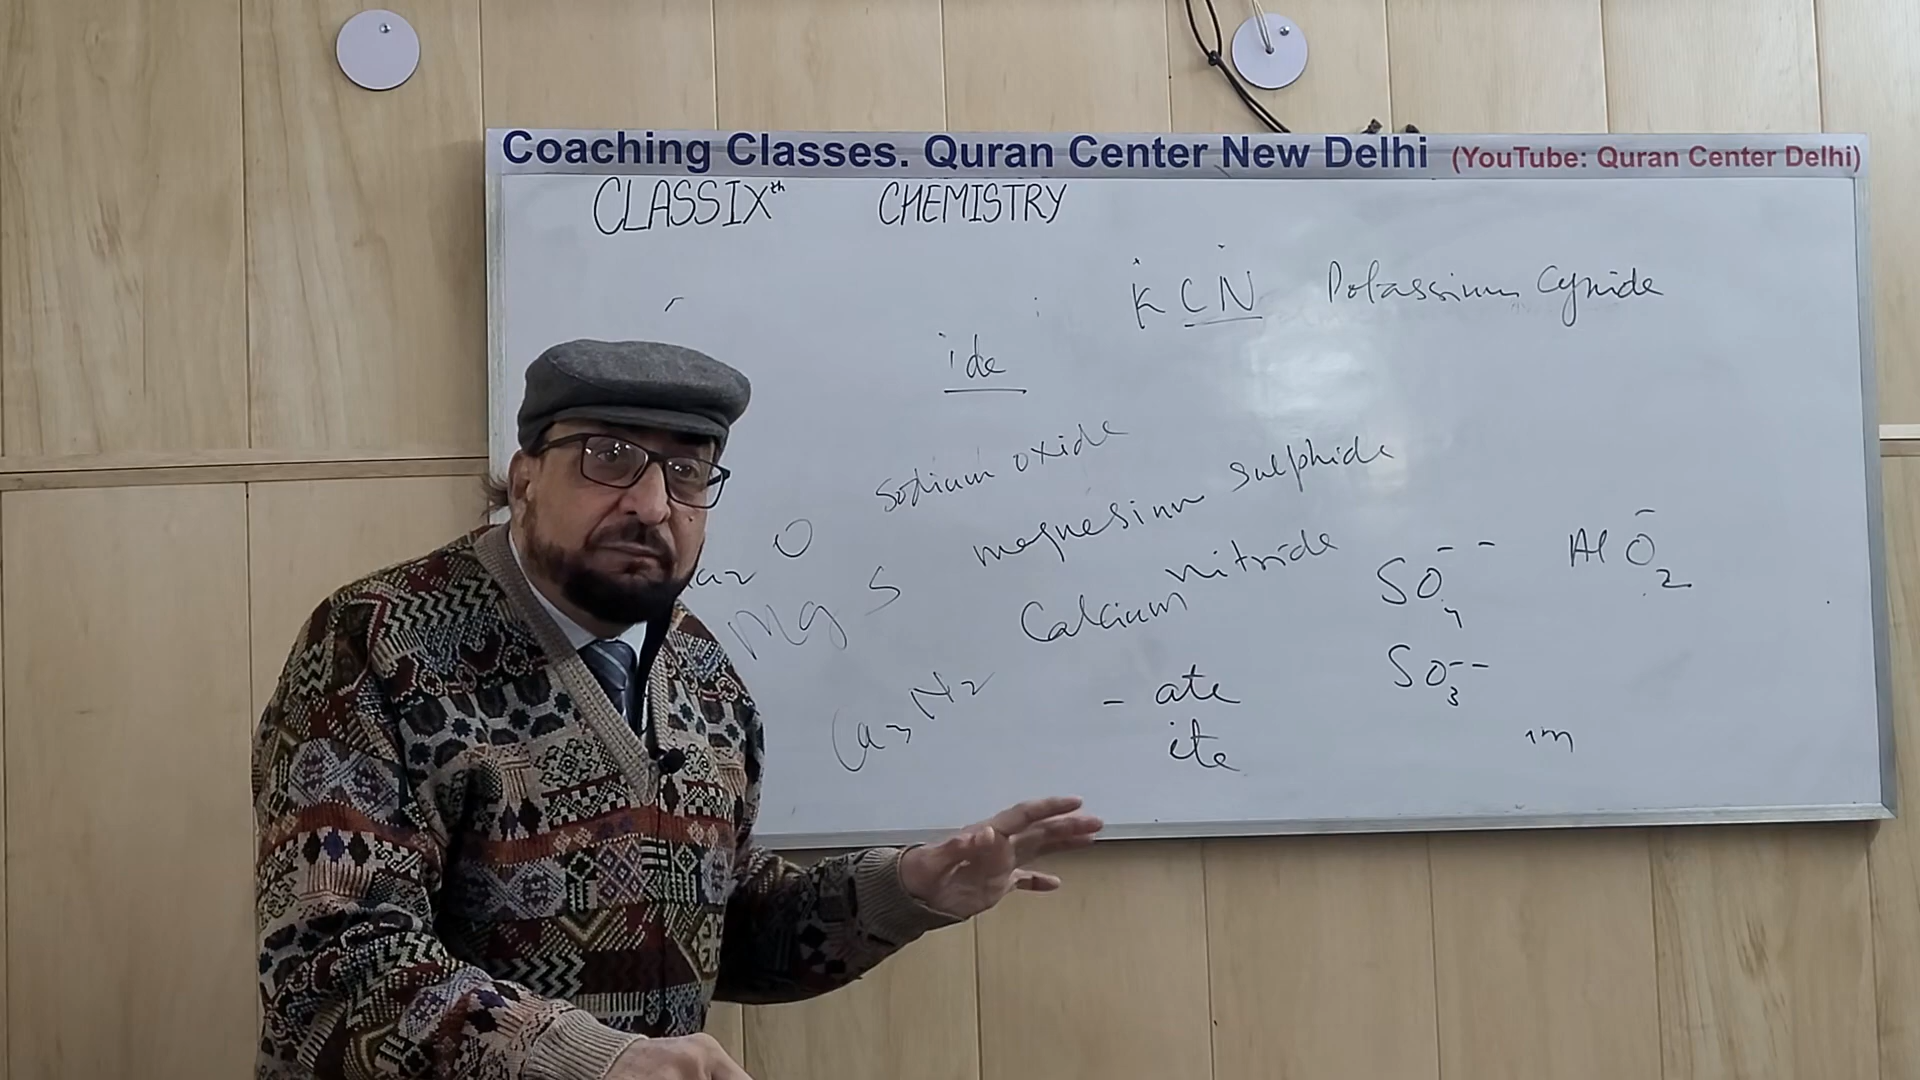 Coaching Classes. Quran Center New Delhi (YouTube: Quran Center Delhi)
CLASS IXth CHEMISTRY
KCN Potassium Cynide
ide
sodium oxide
O
Mg S magnesium sulphide
Ca3N2 Calcium nitride
SO4-- AlO2-
SO3--
- ate
ite